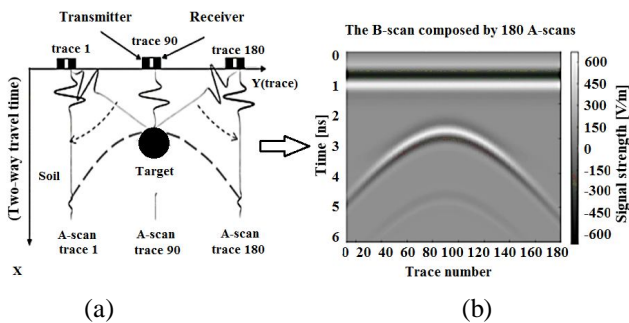 Transmitter Receiver
trace 1 trace 90 trace 180
Y(trace)
(Two-way travel time)
Soil
Target
A-scan A-scan A-scan
trace 1 trace 90 trace 180
X
(a)
The B-scan composed by 180 A-scans
0
1
2
3
4
5
6
Time [ns]
0 20 40 60 80 100 120 140 160 180
Trace number
600
450
300
150
0
-150
-300
-450
-600
Signal strength [V/m]
(b)